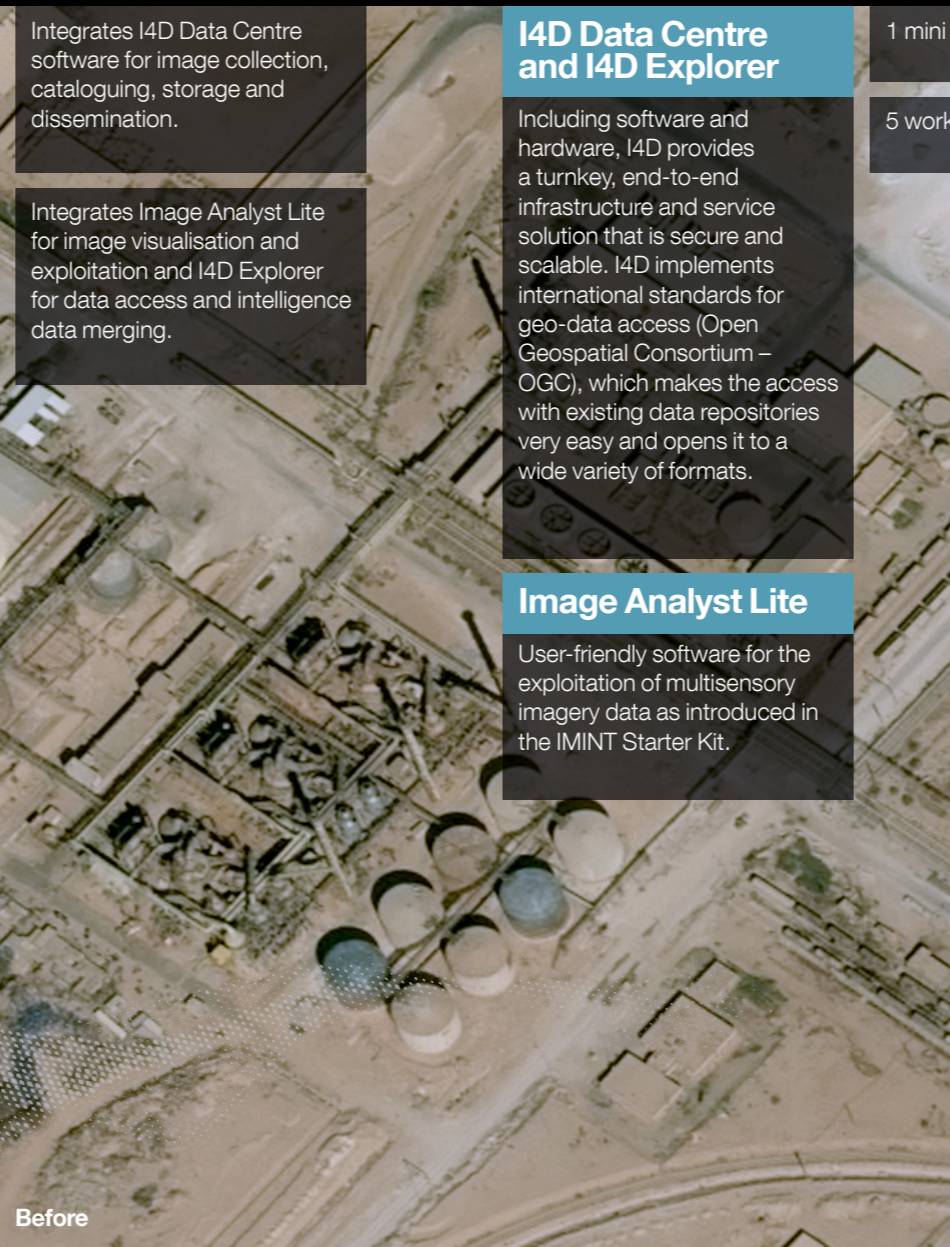 Integrates I4D Data Centre
software for image collection,
cataloguing, storage and
dissemination.
Integrates Image Analyst Lite
for image visualisation and
exploitation and I4D Explorer
for data access and intelligence
data merging.
I4D Data Centre
and I4D Explorer
Including software and
hardware, I4D provides
a turnkey, end-to-end
infrastructure and service
solution that is secure and
scalable. I4D implements
international standards for
geo-data access (Open
Geospatial Consortium –
OGC), which makes the access
with existing data repositories
very easy and opens it to a
wide variety of formats.
Image Analyst Lite
User-friendly software for the
exploitation of multisensory
imagery data as introduced in
the IMINT Starter Kit.
1 mini
5 work
Before